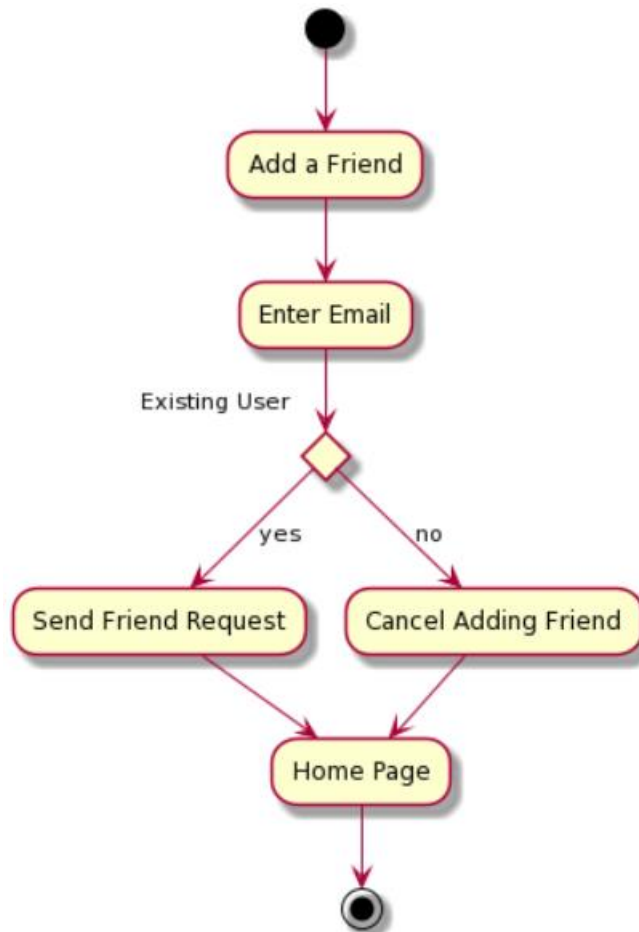 Add a Friend
Enter Email
Existing User
yes
no
Send Friend Request
Cancel Adding Friend
Home Page